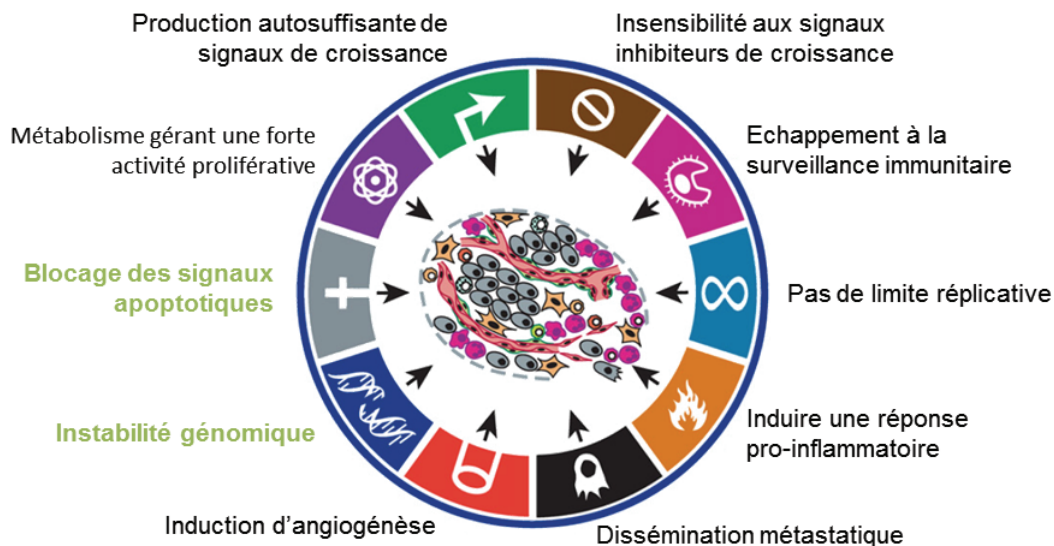 Production autosuffisante de
signaux de croissance
Insensibilité aux signaux
inhibiteurs de croissance
Métabolisme gérant une forte
activité proliférative
Echappement à la
surveillance immunitaire
Blocage des signaux
apoptotiques
Pas de limite réplicative
Instabilité génomique
Induire une réponse
pro-inflammatoire
Induction d’angiogénèse
Dissémination métastatique